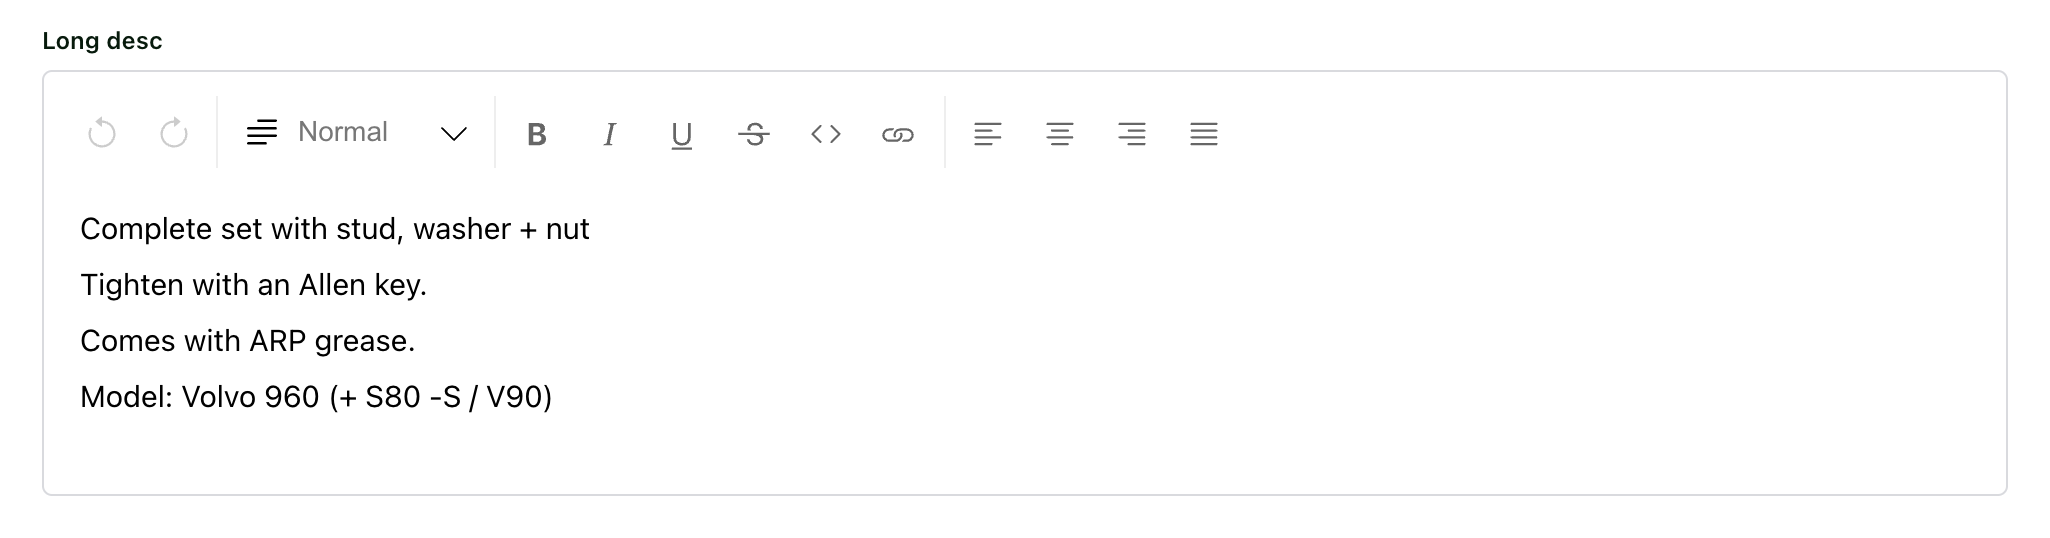 Long desc
Normal
B I U S
Complete set with stud, washer + nut
Tighten with an Allen key.
Comes with ARP grease.
Model: Volvo 960 (+ S80 -S / V90)